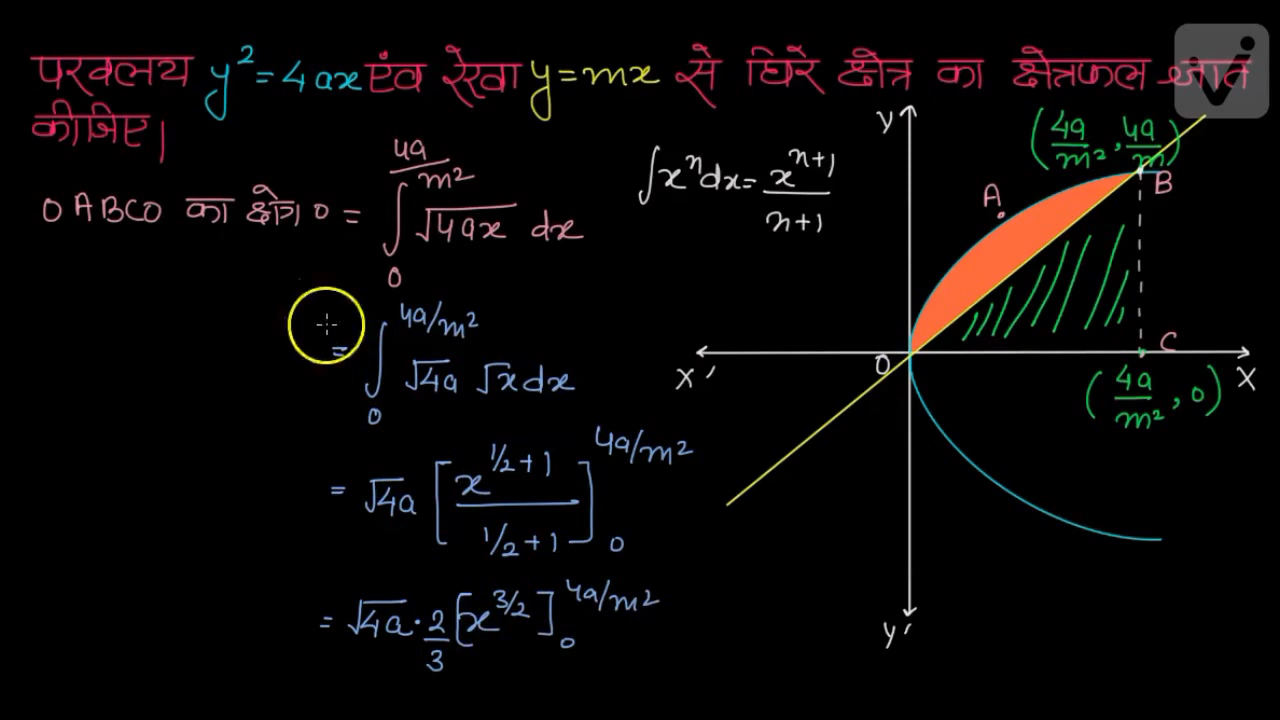 परवलय y² = 4ax एंव रेखा y = mx से घिरे क्षेत्र का क्षेत्रफल ज्ञात
कीजिए।
OABCO का क्षे०त्र० = ∫₀^(4a/m²) √4ax dx
∫xⁿdx = xⁿ⁺¹/n+1
= ∫₀^(4a/m²) √4a √x dx
= √4a [x^(1/2+1)/(1/2+1)]₀^(4a/m²)
= √4a · 2/3 [x^(3/2)]₀^(4a/m²)
Y
(4a/m², 4a/m)
A
B
X'
O
C
X
(4a/m², 0)
Y'